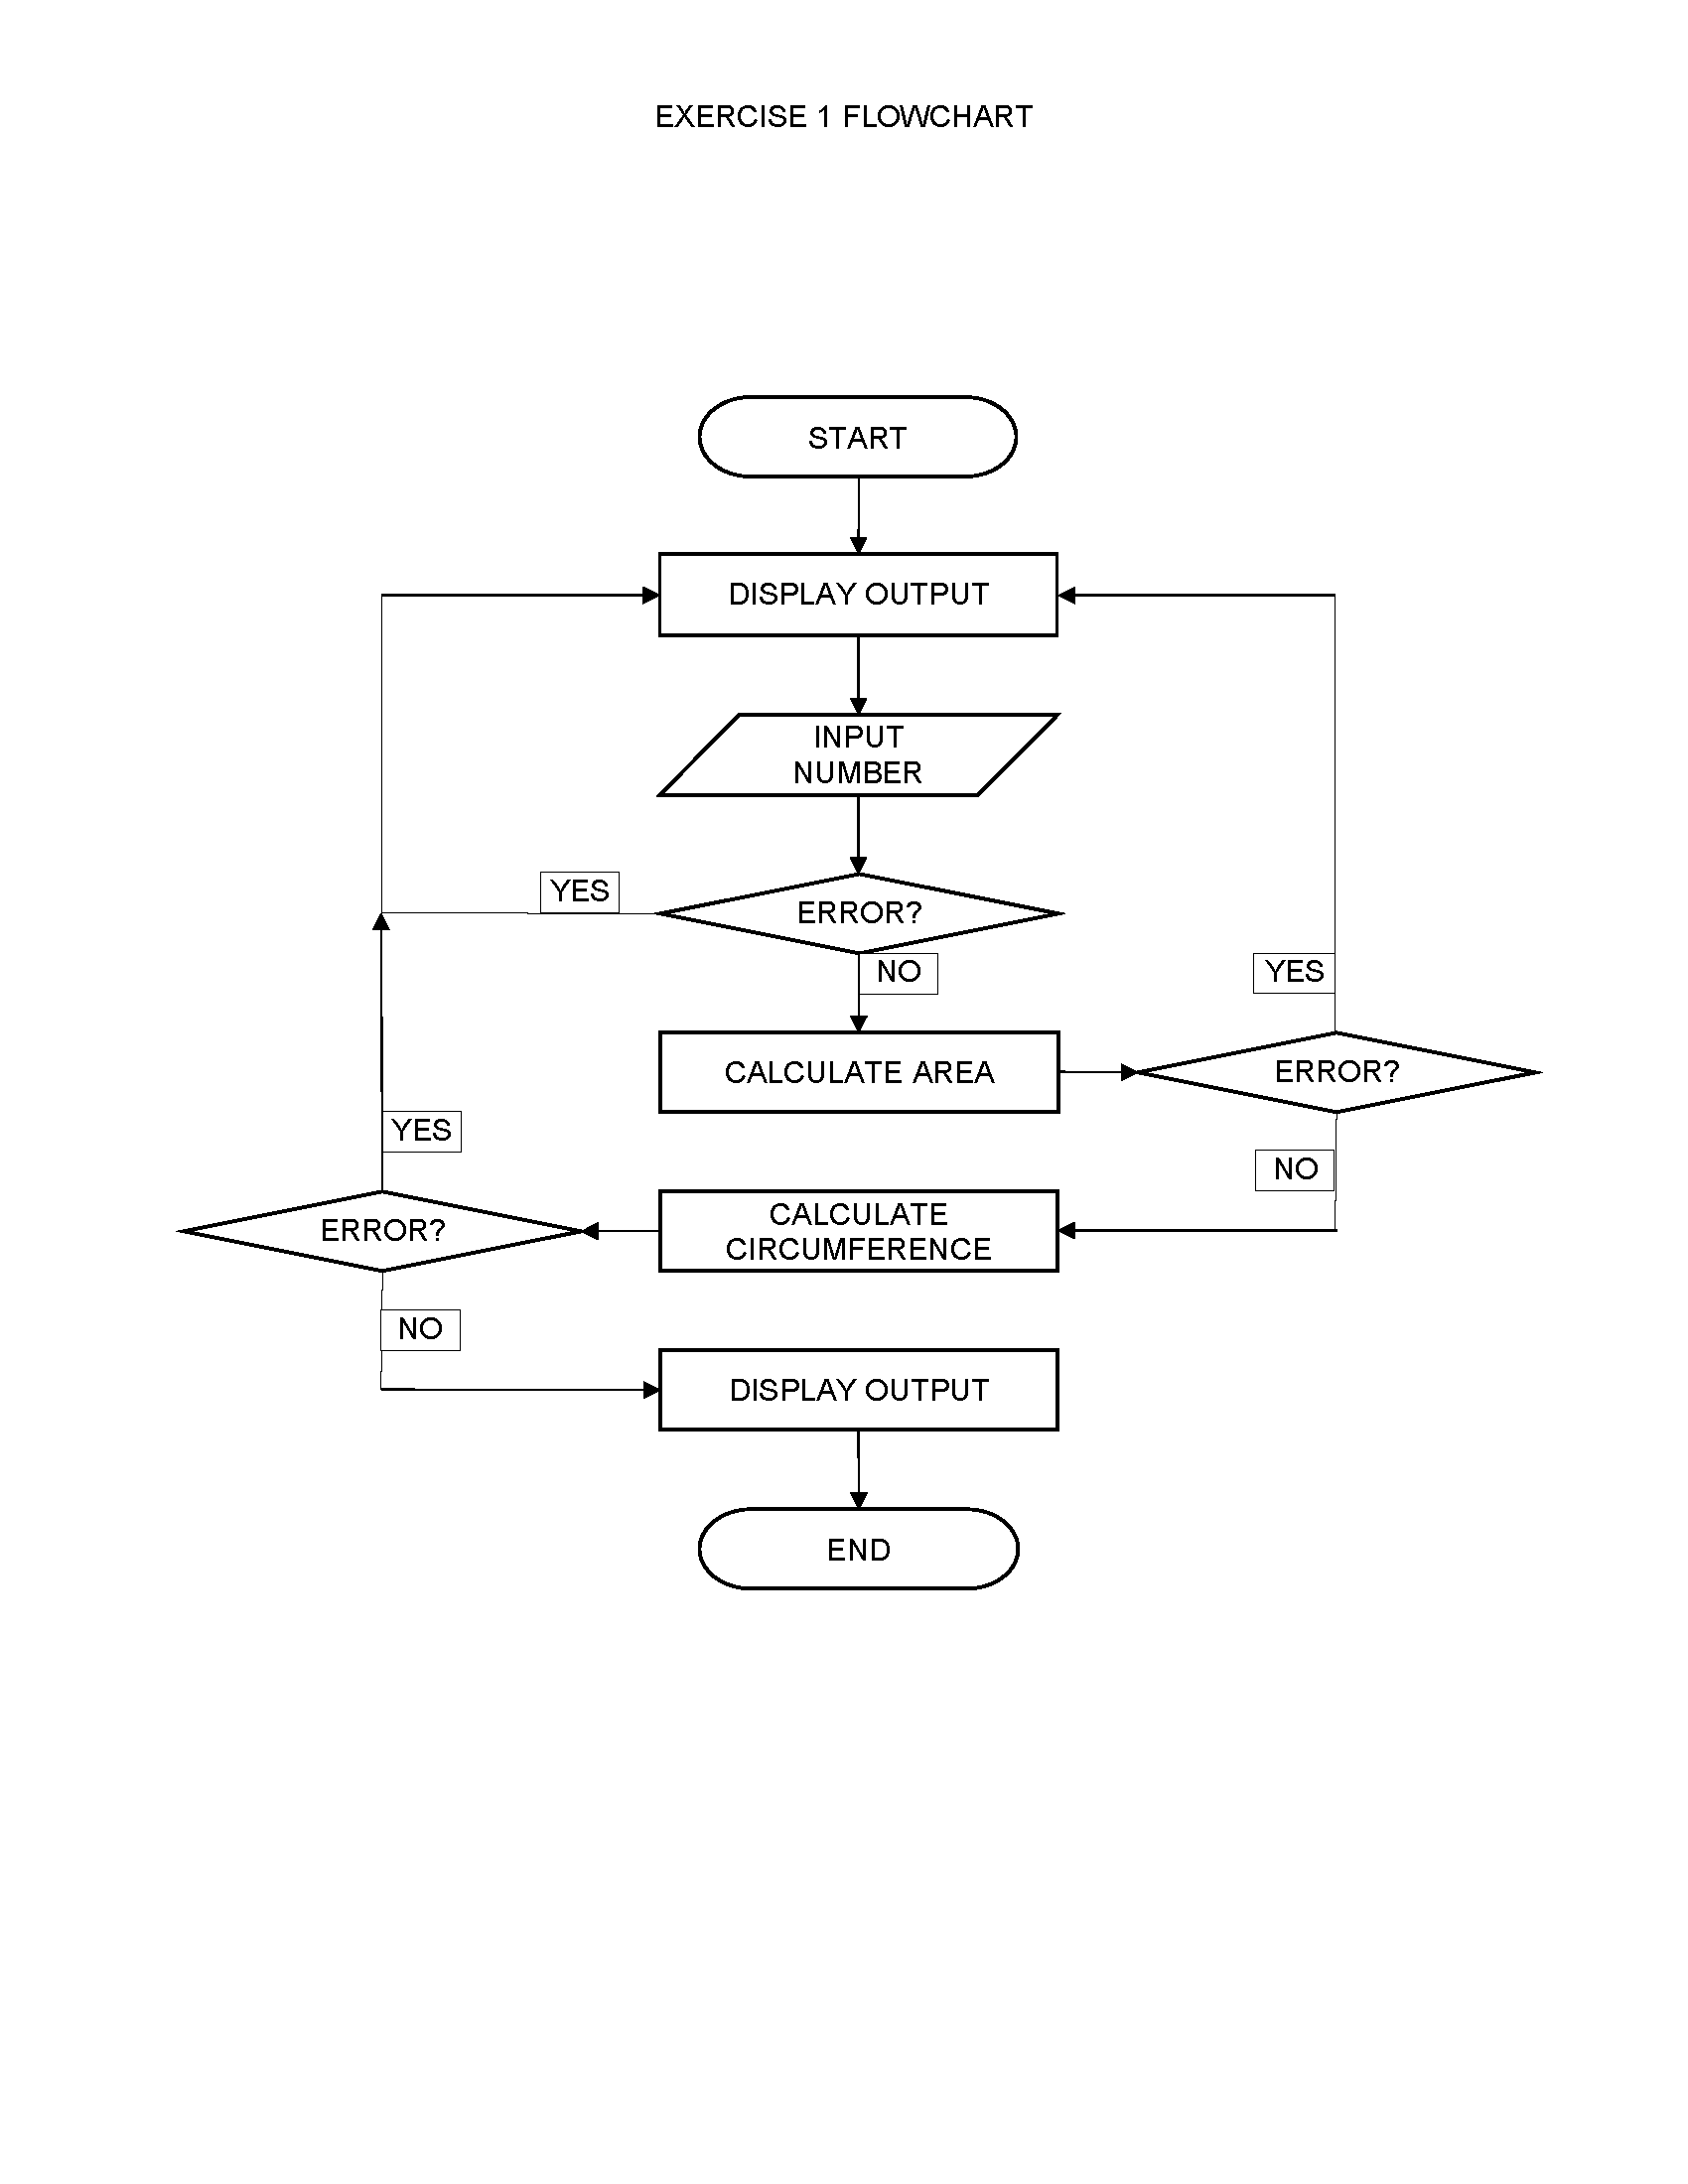 EXERCISE 1 FLOWCHART
START
DISPLAY OUTPUT
INPUT
NUMBER
YES
ERROR?
NO
YES
CALCULATE AREA
ERROR?
YES
NO
CALCULATE
CIRCUMFERENCE
ERROR?
NO
DISPLAY OUTPUT
END